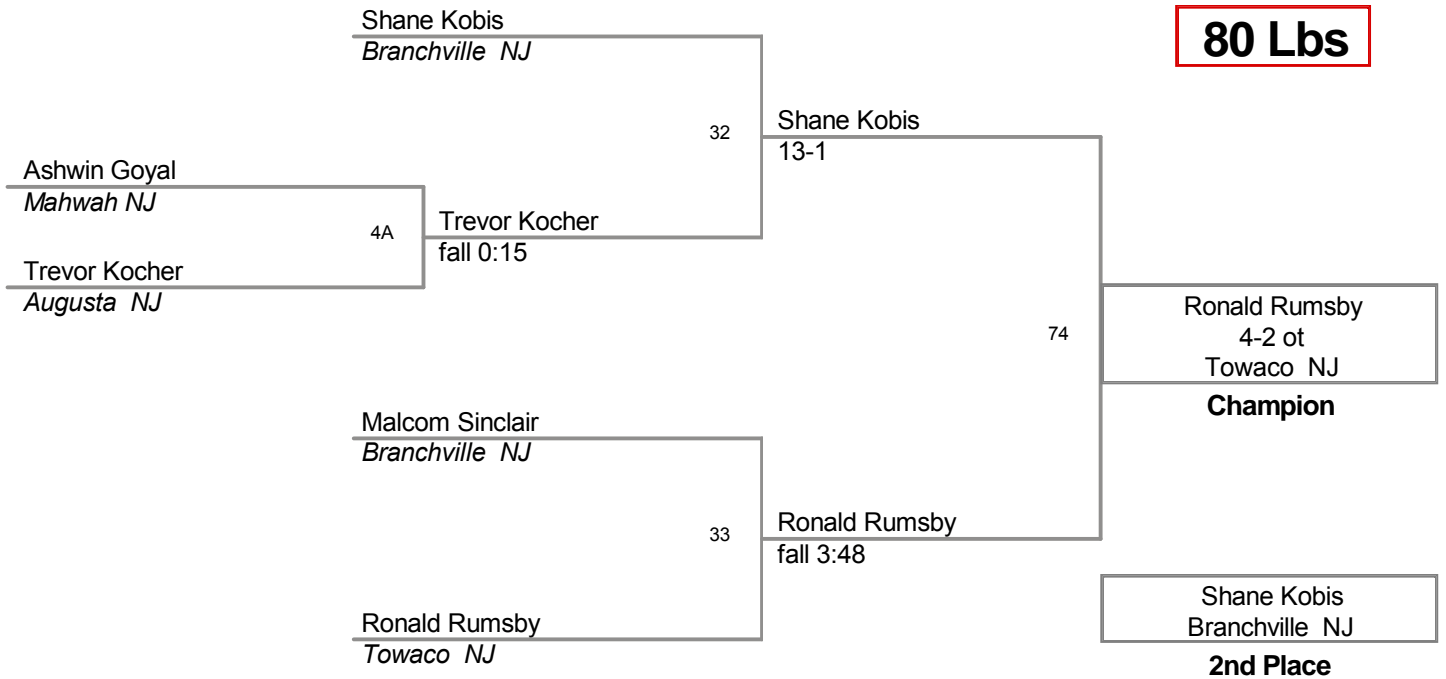 Shane Kobis
Branchville NJ
80 Lbs
32
Shane Kobis
13-1
Ashwin Goyal
Mahwah NJ
4A
Trevor Kocher
fall 0:15
Trevor Kocher
Augusta NJ
74
Ronald Rumsby
4-2 ot
Towaco NJ
Champion
Malcom Sinclair
Branchville NJ
33
Ronald Rumsby
fall 3:48
Ronald Rumsby
Towaco NJ
Shane Kobis
Branchville NJ
2nd Place